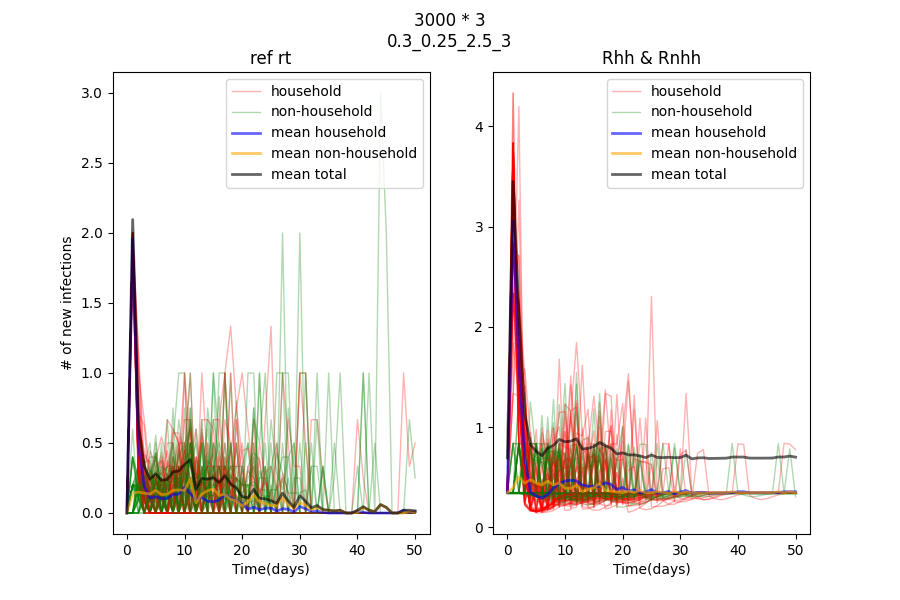 3000 * 3
0.3_0.25_2.5_3
ref rt
Rhh & Rnhh
household
non-household
mean household
mean non-household
mean total
household
non-household
mean household
mean non-household
mean total
# of new infections
3.0
2.5
2.0
1.5
1.0
0.5
0.0
0 10 20 30 40 50
Time(days)
4
3
2
1
0
0 10 20 30 40 50
Time(days)